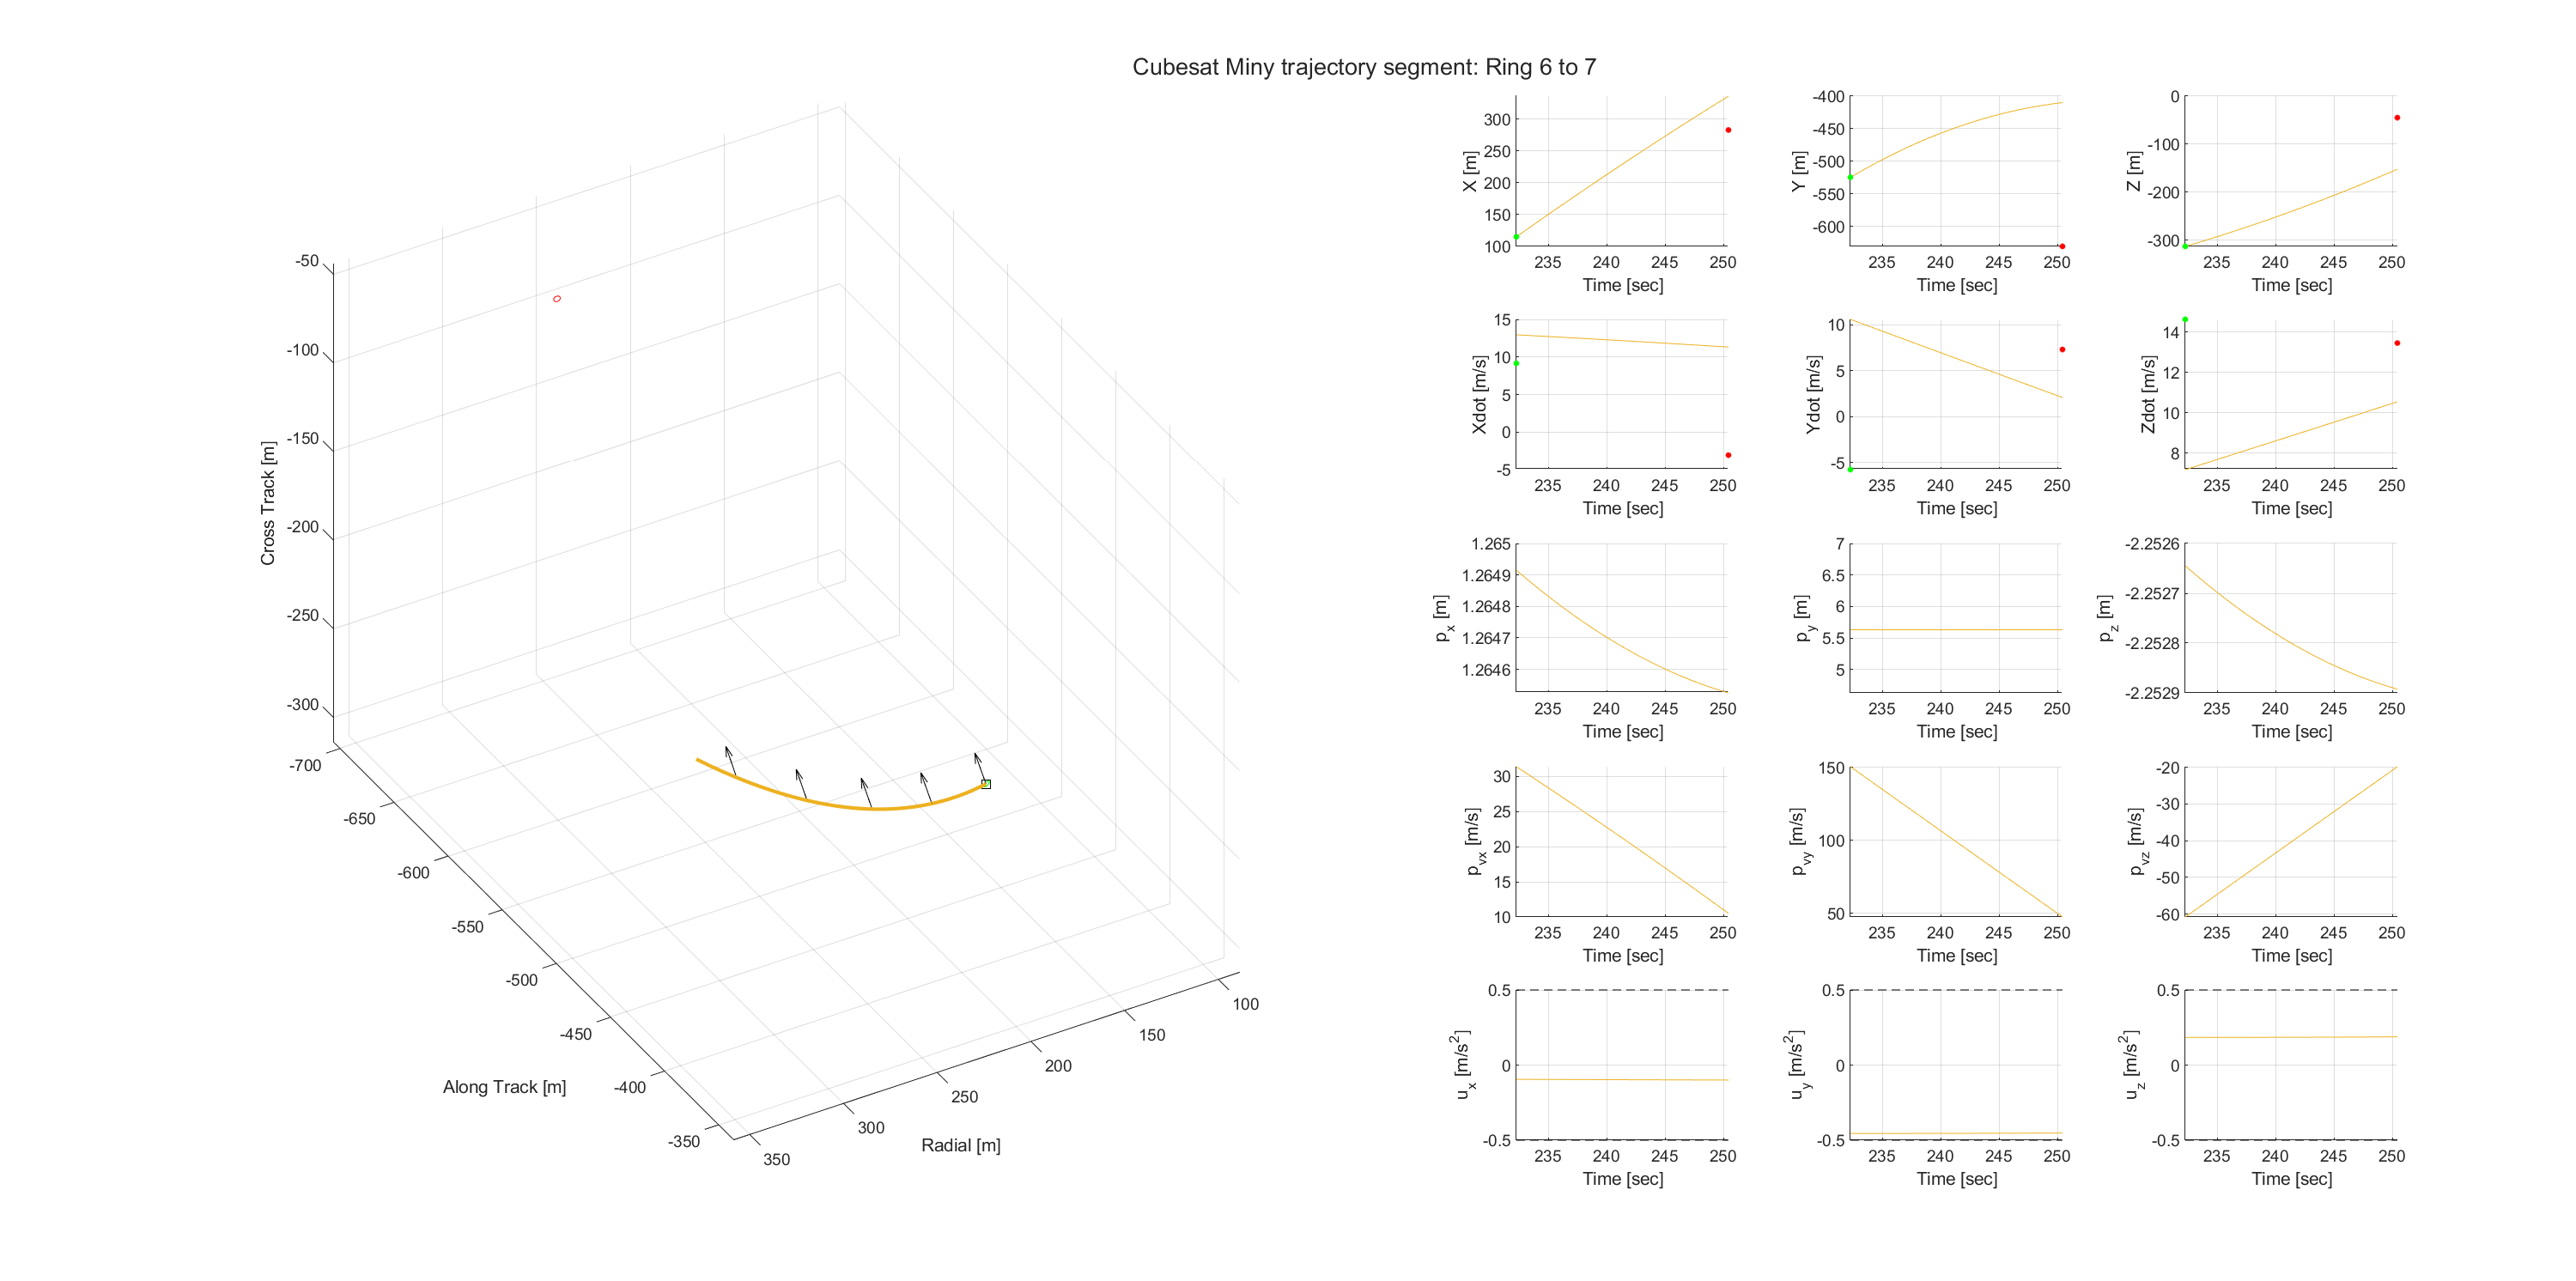 Cubesat Miny trajectory segment: Ring 6 to 7
-50
-100
-150
-200
-250
-300
Cross Track [m]
-700
-650
-600
-550
-500
-450
-400
-350
Along Track [m]
350
300
250
200
150
100
Radial [m]
300
250
200
150
100
X [m]
235 240 245 250
Time [sec]
-400
-450
-500
-550
-600
Y [m]
235 240 245 250
Time [sec]
0
-100
-200
-300
Z [m]
235 240 245 250
Time [sec]
15
10
5
0
-5
Xdot [m/s]
235 240 245 250
Time [sec]
10
5
0
-5
Ydot [m/s]
235 240 245 250
Time [sec]
14
12
10
8
Zdot [m/s]
235 240 245 250
Time [sec]
1.265
1.2649
1.2648
1.2647
1.2646
p_x [m]
235 240 245 250
Time [sec]
7
6.5
6
5.5
5
p_y [m]
235 240 245 250
Time [sec]
-2.2526
-2.2527
-2.2528
-2.2529
p_z [m]
235 240 245 250
Time [sec]
30
25
20
15
10
p_vx [m/s]
235 240 245 250
Time [sec]
150
100
50
p_vy [m/s]
235 240 245 250
Time [sec]
-20
-30
-40
-50
-60
p_vz [m/s]
235 240 245 250
Time [sec]
0.5
0
-0.5
u_x [m/s²]
235 240 245 250
Time [sec]
0.5
0
-0.5
u_y [m/s²]
235 240 245 250
Time [sec]
0.5
0
-0.5
u_z [m/s²]
235 240 245 250
Time [sec]